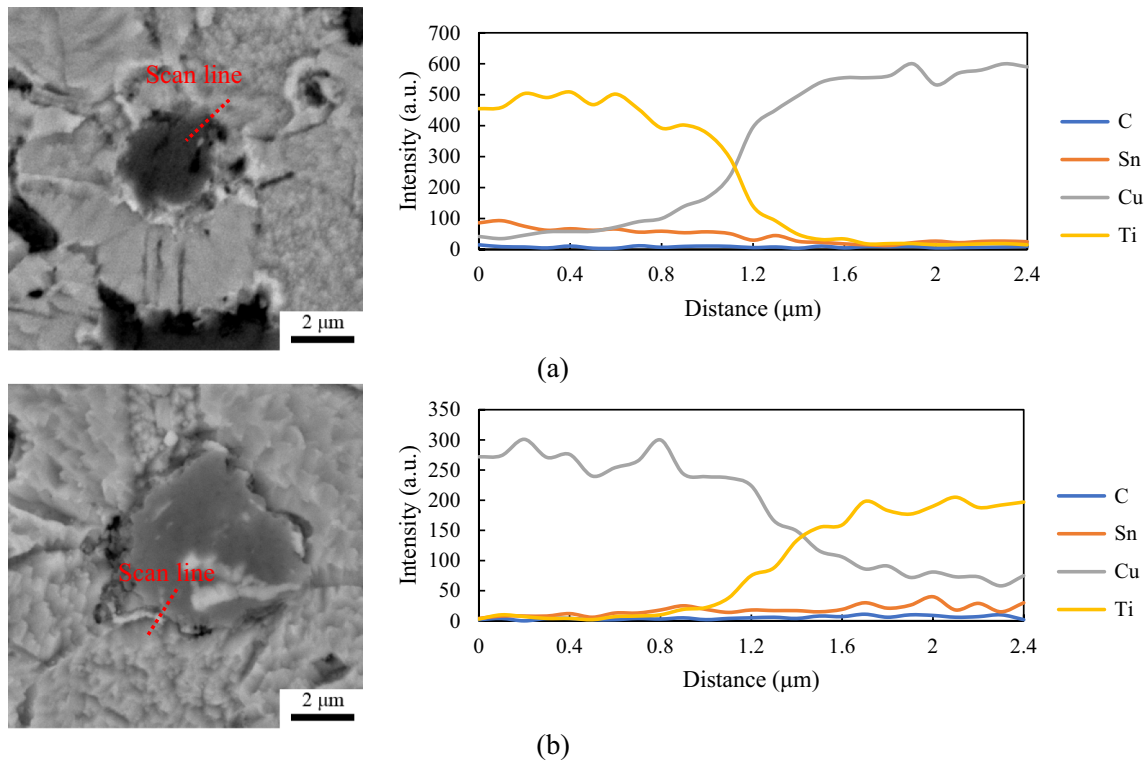 Scan line
2 μm
700
600
500
400
300
200
100
0
Intensity (a.u.)
0 0.4 0.8 1.2 1.6 2 2.4
Distance (μm)
C
Sn
Cu
Ti
(a)
Scan line
2 μm
350
300
250
200
150
100
50
0
Intensity (a.u.)
0 0.4 0.8 1.2 1.6 2 2.4
Distance (μm)
C
Sn
Cu
Ti
(b)